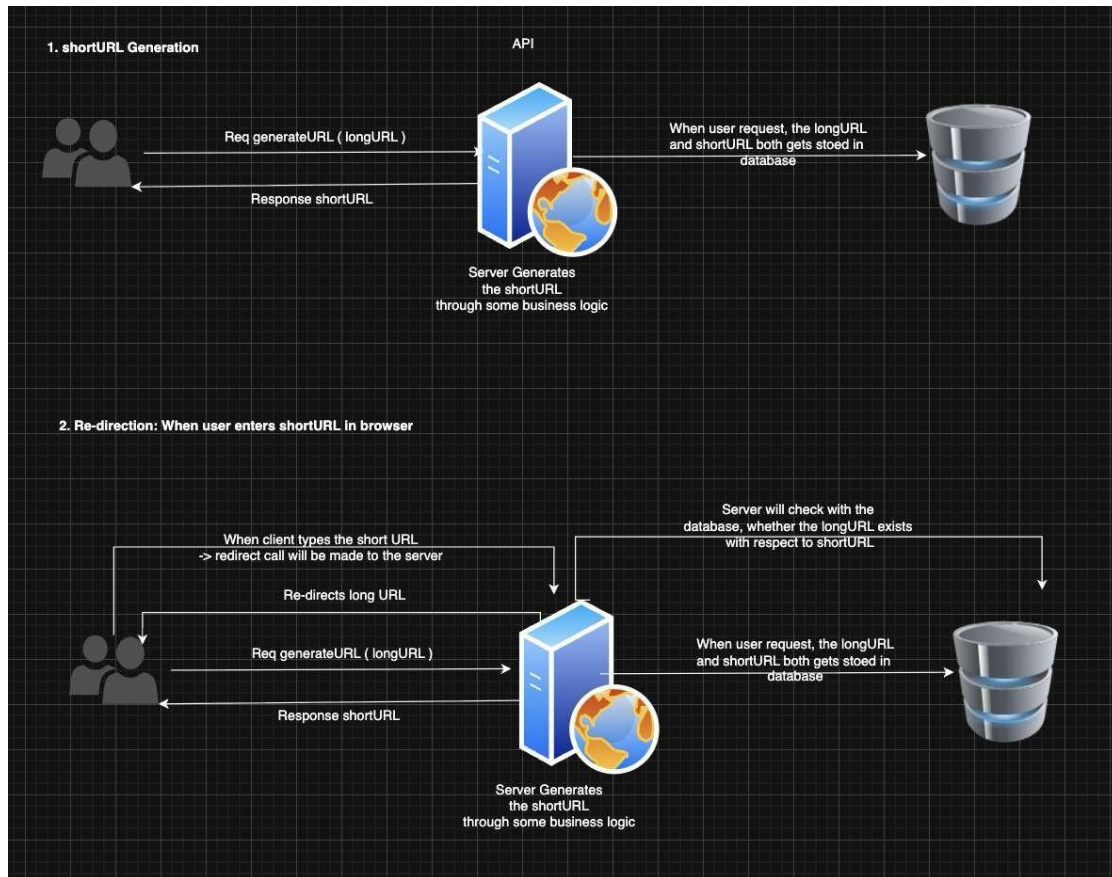 1. shortURL Generation
API
Req generateURL ( longURL )
Response shortURL
When user request, the longURL
and shortURL both gets stoed in
database
Server Generates
the shortURL
through some business logic
2. Re-direction: When user enters shortURL in browser
When client types the short URL
-> redirect call will be made to the server
Server will check with the
database, whether the longURL exists
with respect to shortURL
Re-directs long URL
Req generateURL ( longURL )
Response shortURL
When user request, the longURL
and shortURL both gets stoed in
database
Server Generates
the shortURL
through some business logic